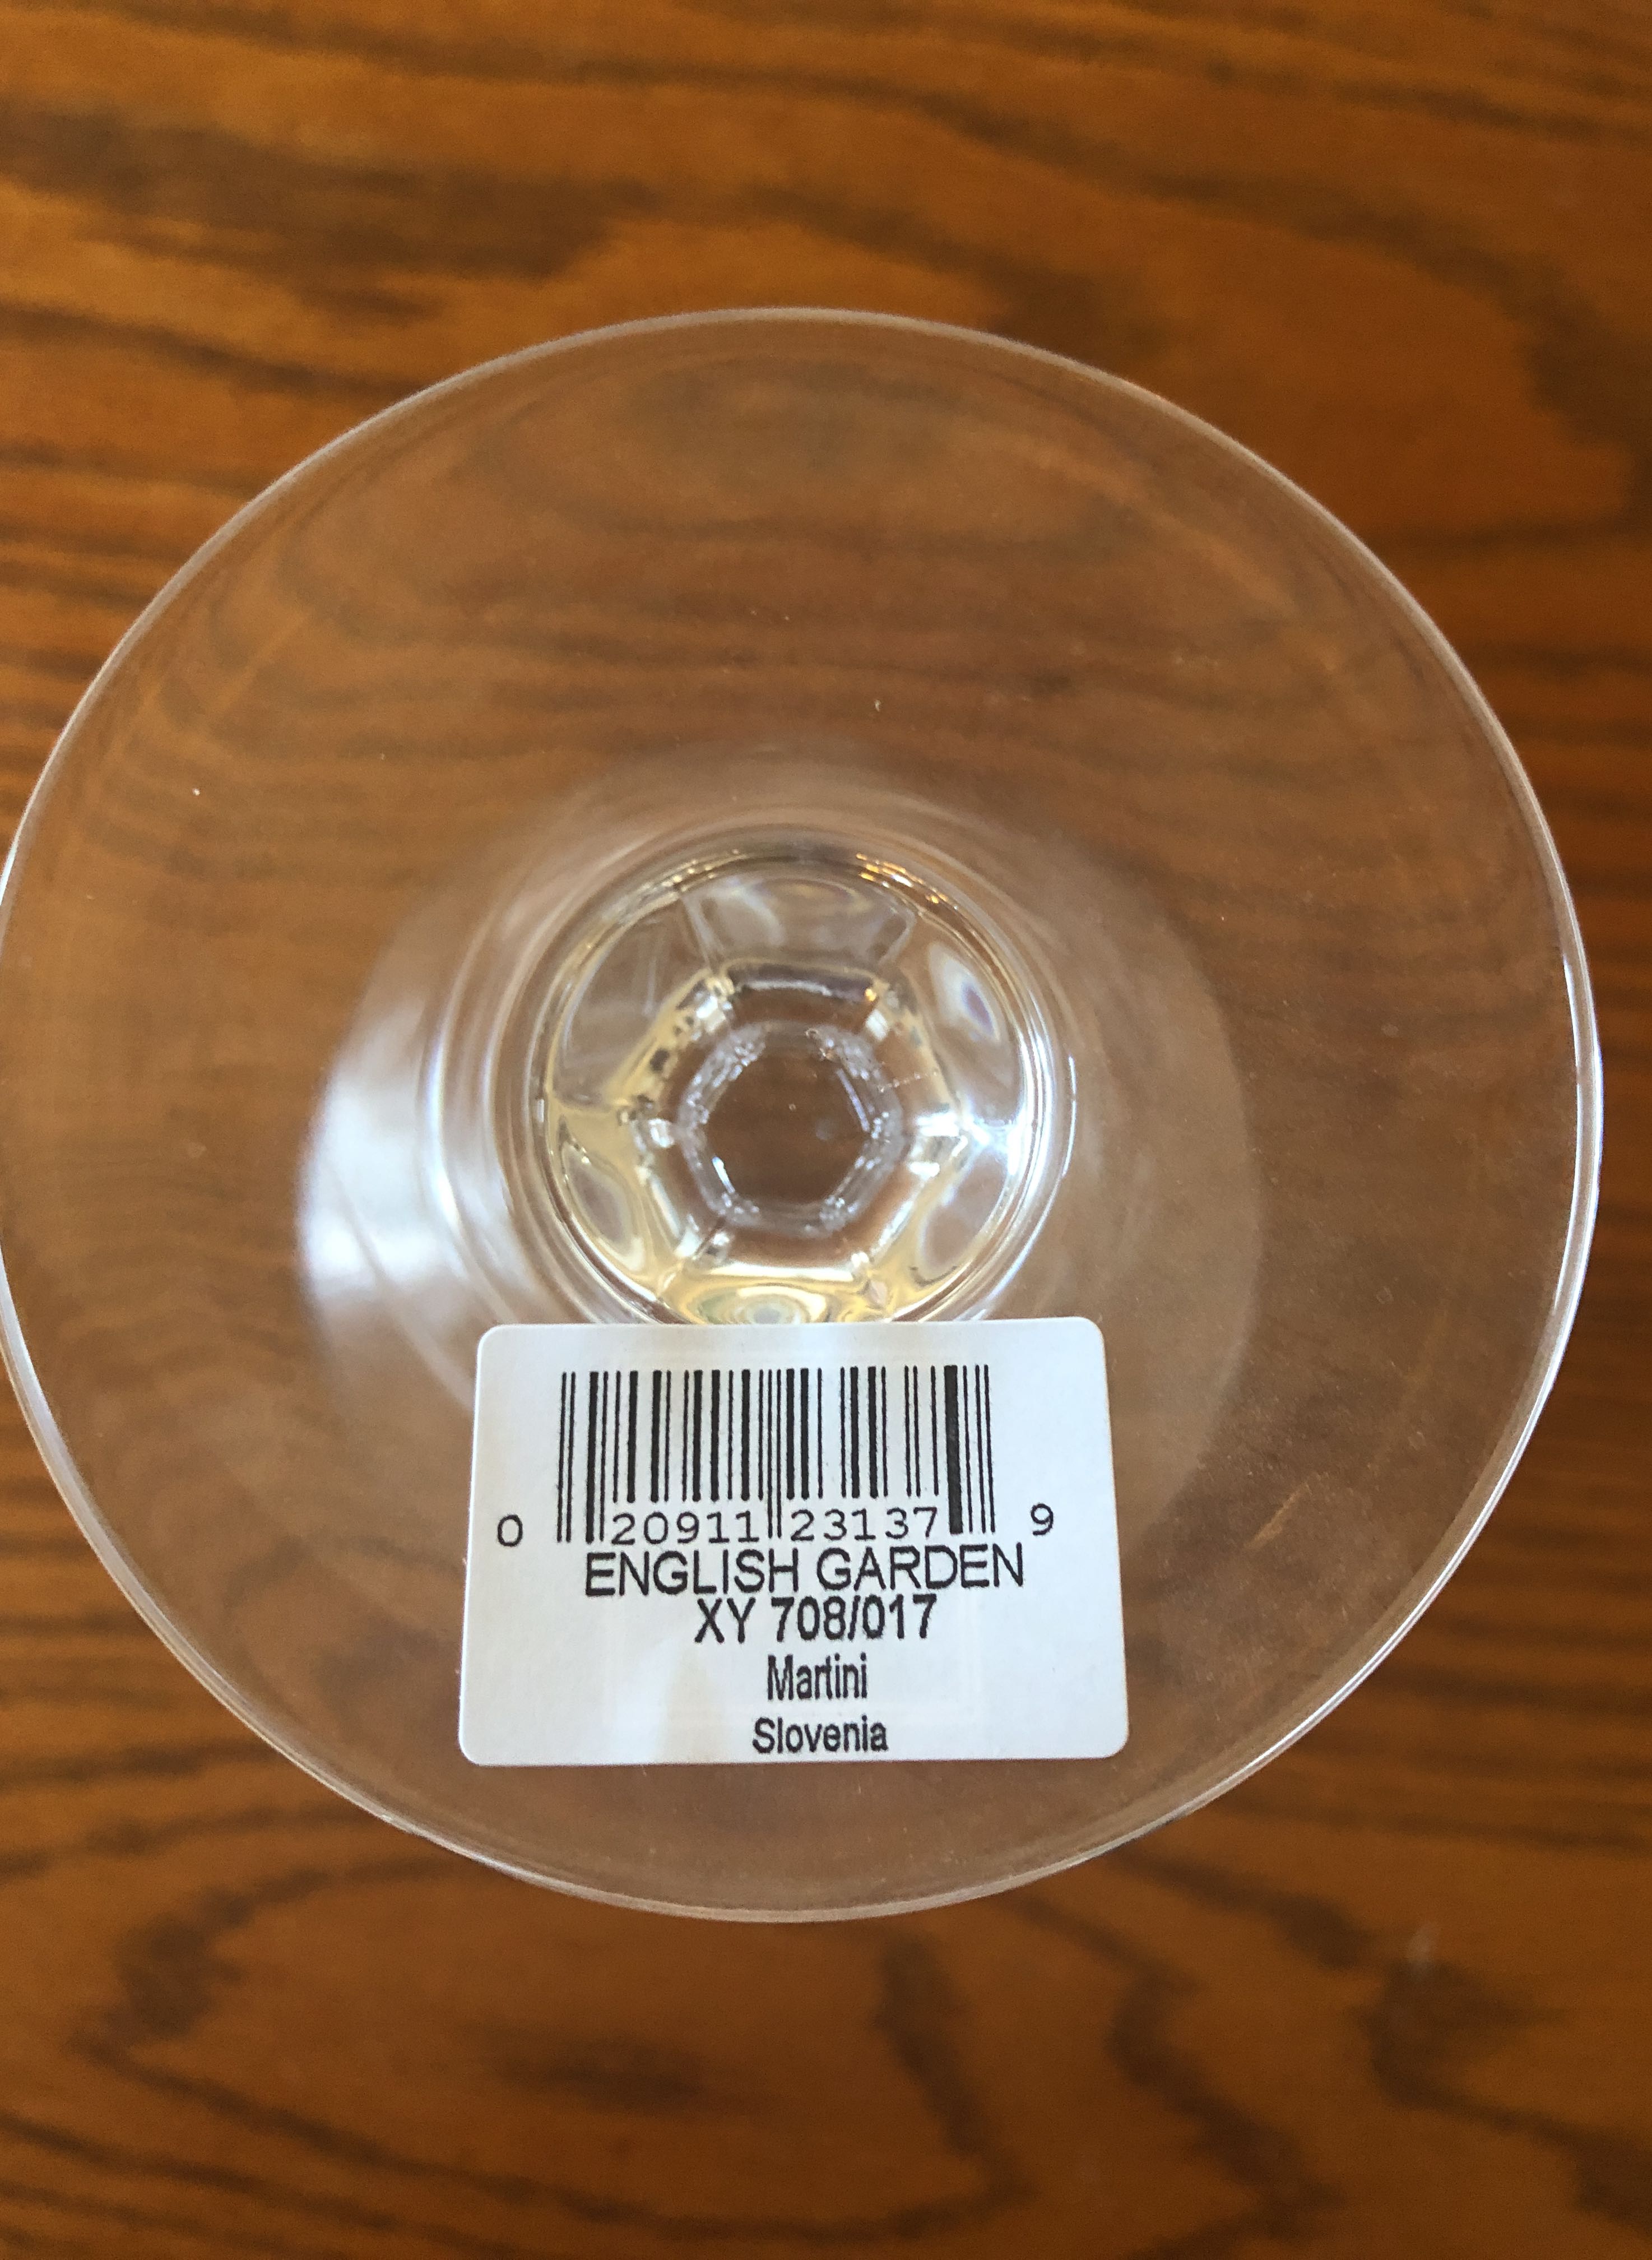 0 20911 23137 9
ENGLISH GARDEN
XY 708/017
Martini
Slovenia